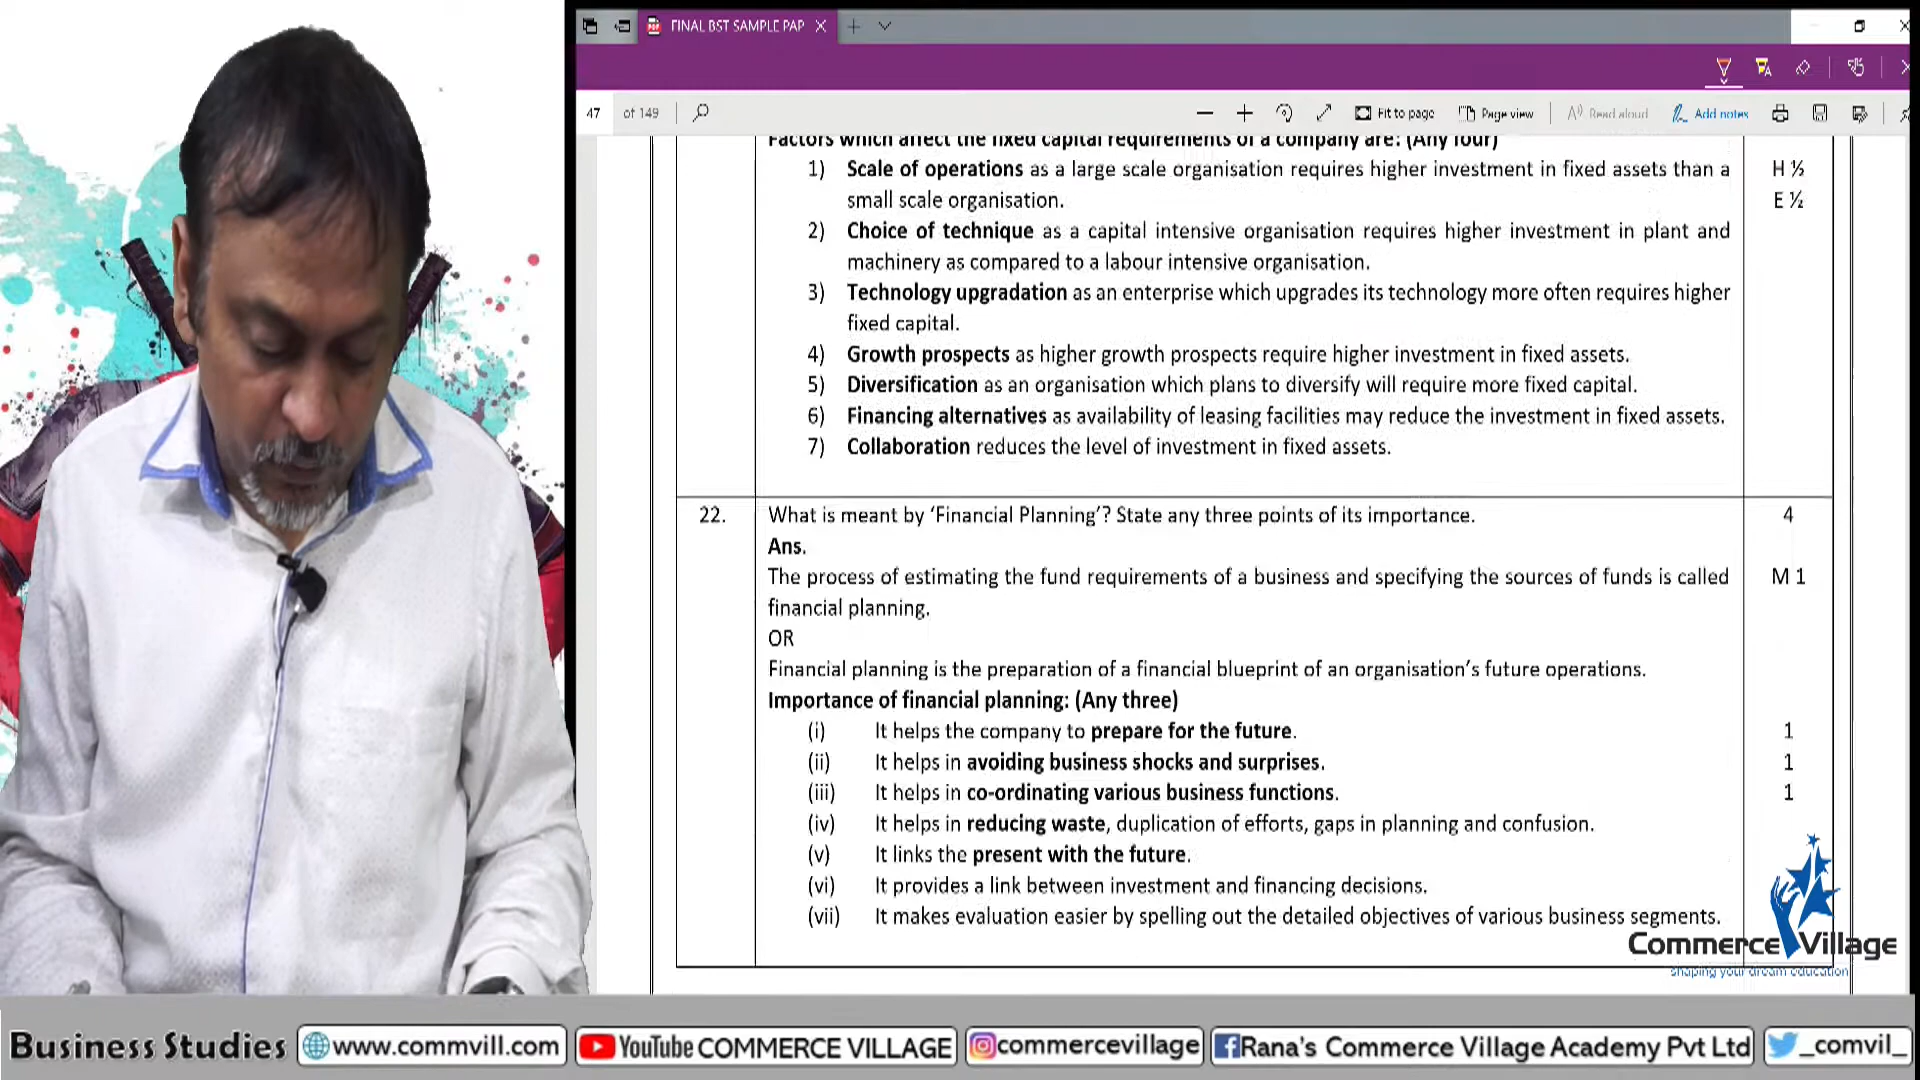 FINAL BST SAMPLE PAP
47 of 149
Fit to page
Page view
Read aloud
Add notes
Factors which affect the fixed capital requirements of a company are: (Any four)
1) Scale of operations as a large scale organisation requires higher investment in fixed assets than a H ½
small scale organisation. E ½
2) Choice of technique as a capital intensive organisation requires higher investment in plant and
machinery as compared to a labour intensive organisation.
3) Technology upgradation as an enterprise which upgrades its technology more often requires higher
fixed capital.
4) Growth prospects as higher growth prospects require higher investment in fixed assets.
5) Diversification as an organisation which plans to diversify will require more fixed capital.
6) Financing alternatives as availability of leasing facilities may reduce the investment in fixed assets.
7) Collaboration reduces the level of investment in fixed assets.
22. What is meant by ‘Financial Planning’? State any three points of its importance. 4
Ans.
The process of estimating the fund requirements of a business and specifying the sources of funds is called M 1
financial planning.
OR
Financial planning is the preparation of a financial blueprint of an organisation’s future operations.
Importance of financial planning: (Any three)
(i) It helps the company to prepare for the future. 1
(ii) It helps in avoiding business shocks and surprises. 1
(iii) It helps in co-ordinating various business functions. 1
(iv) It helps in reducing waste, duplication of efforts, gaps in planning and confusion.
(v) It links the present with the future.
(vi) It provides a link between investment and financing decisions.
(vii) It makes evaluation easier by spelling out the detailed objectives of various business segments.
Commerce Village
shaping your dream education
Business Studies
www.commvill.com
YouTube COMMERCE VILLAGE
commercevillage
Rana's Commerce Village Academy Pvt Ltd
_comvil_